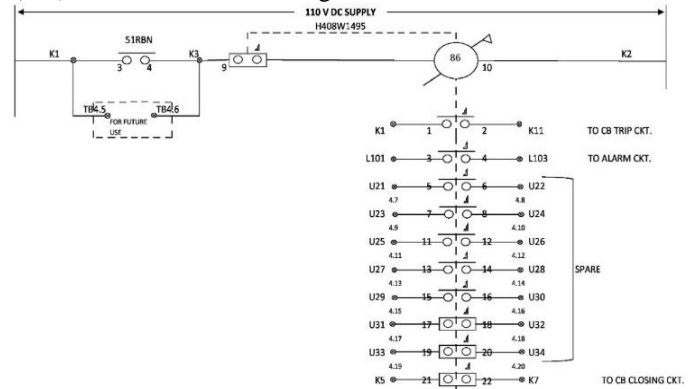 110 V DC SUPPLY
H408W1495
51RBN
K1 3 4 K3 9 86 10 K2
TB4.5 TB4.6
FOR FUTURE
USE
K1 1 2 K11 TO CB TRIP CKT.
L101 3 4 L103 TO ALARM CKT.
U21 5 6 U22
4.7 4.8
U23 7 8 U24
4.9 4.10
U25 11 12 U26
4.11 4.12
U27 13 14 U28 SPARE
4.13 4.14
U29 15 16 U30
4.15 4.16
U31 17 18 U32
4.17 4.18
U33 19 20 U34
4.19 4.20
K5 21 22 K7 TO CB CLOSING CKT.